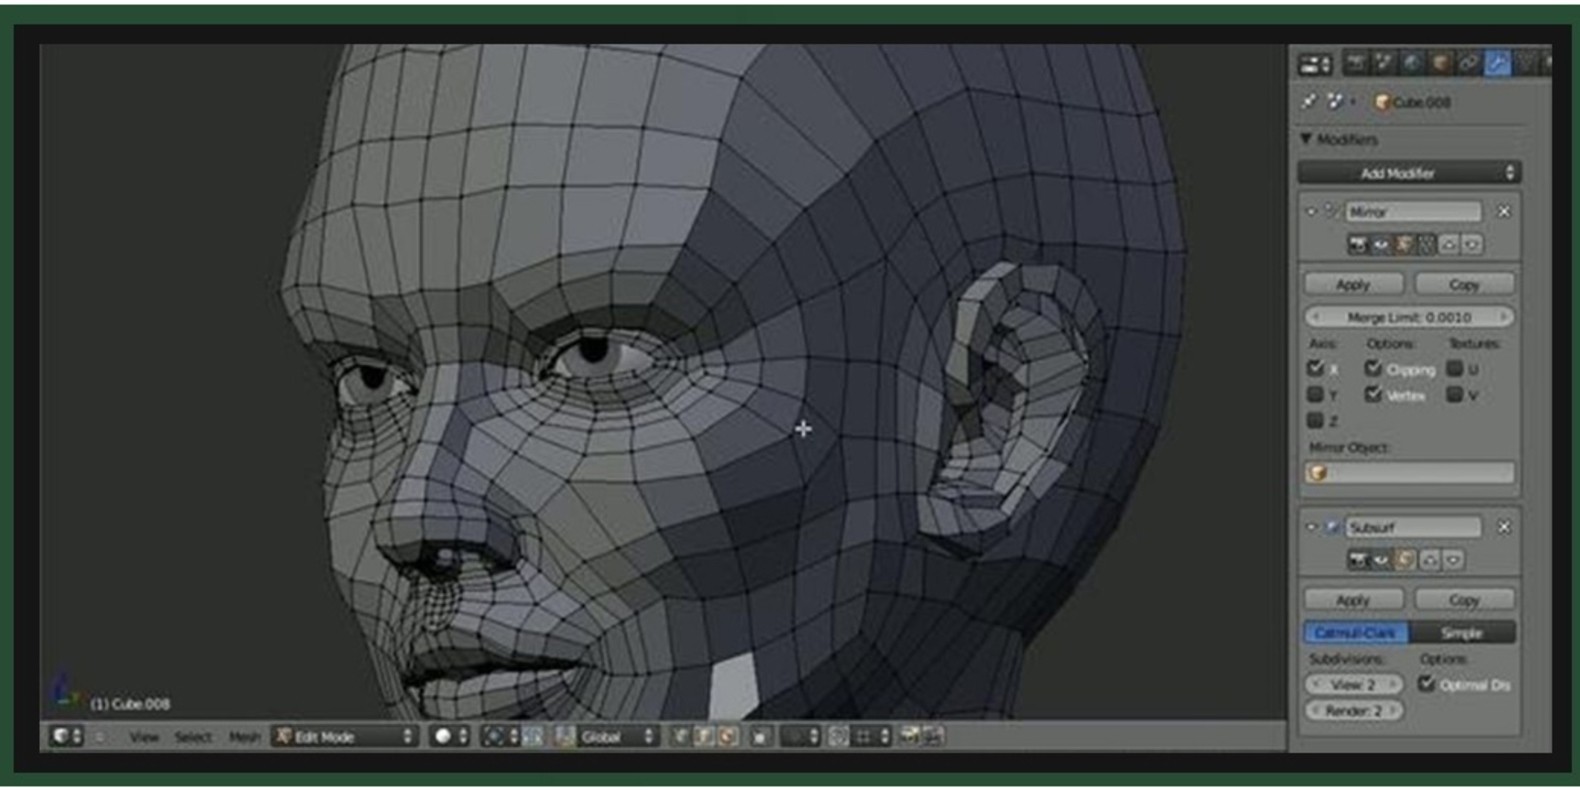 Cube.008
Modifiers
Add Modifier
Mirror
Apply Copy
Merge Limit: 0.0010
Axis: Options: Textures:
X Clipping U
Y Vertex V
Z
Mirror Object:
Subsurf
Apply Copy
Catmull-Clark Simple
Subdivisions: Options:
View: 2 Optimal Dis
Render: 2
(1) Cube.008
View Select Mesh Edit Mode Global